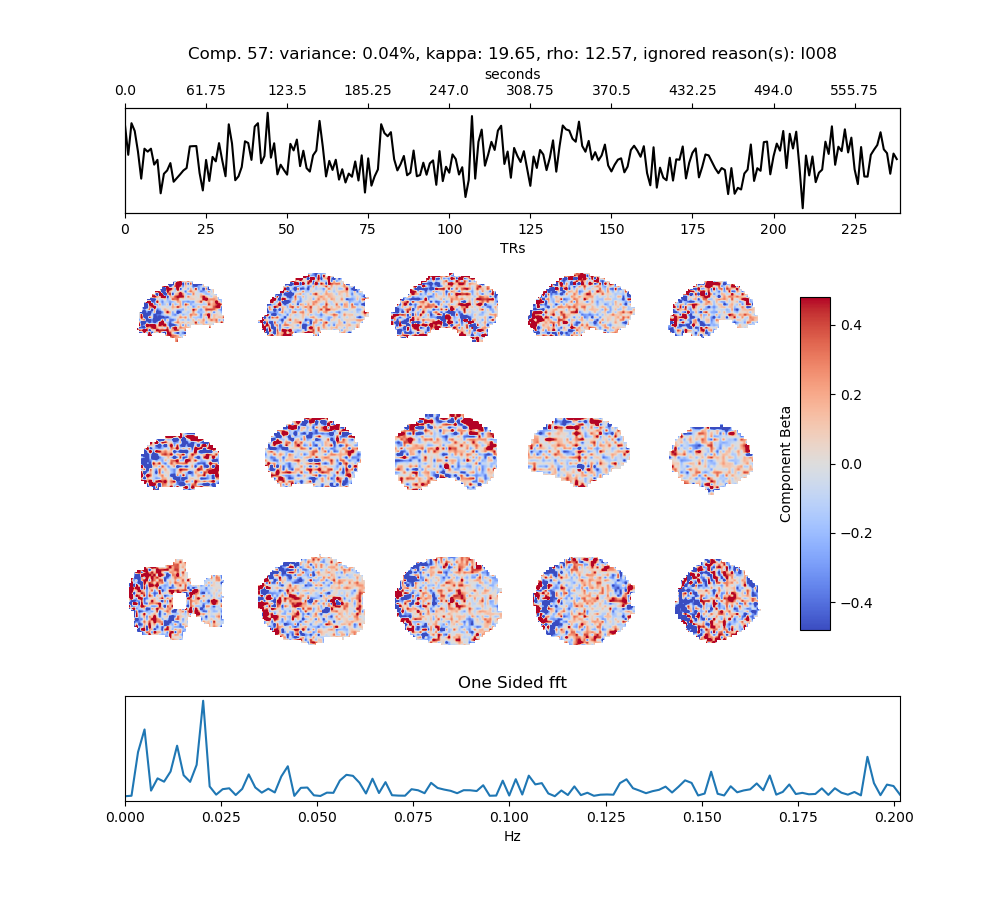 Comp. 57: variance: 0.04%, kappa: 19.65, rho: 12.57, ignored reason(s): I008
seconds
0.0 61.75 123.5 185.25 247.0 308.75 370.5 432.25 494.0 555.75
0 25 50 75 100 125 150 175 200 225
TRs
0.4
0.2
0.0
−0.2
−0.4
Component Beta
One Sided fft
0.000 0.025 0.050 0.075 0.100 0.125 0.150 0.175 0.200
Hz